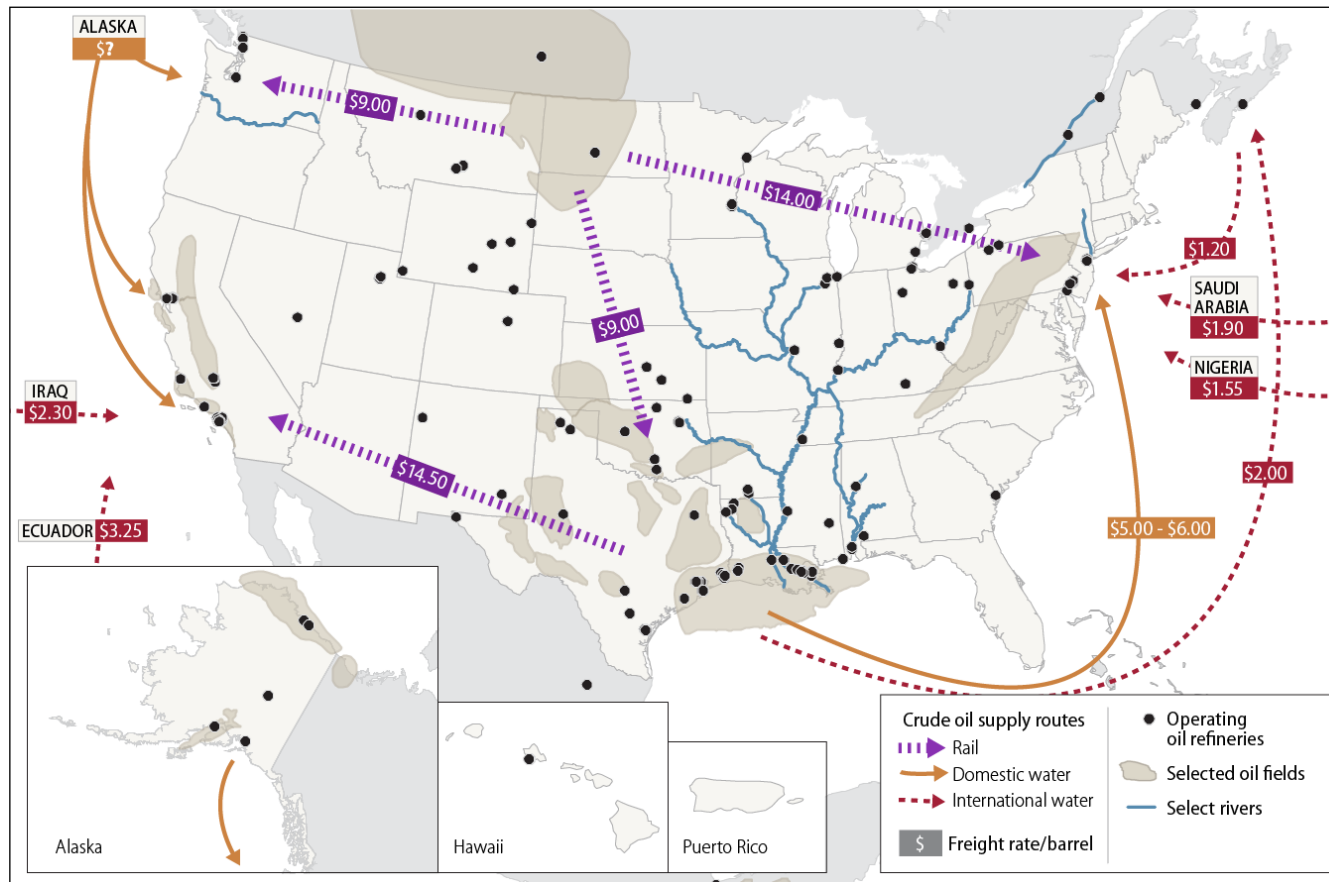 ALASKA
$?
$9.00
$14.00
$1.20
SAUDI
ARABIA
$1.90
$9.00
NIGERIA
$1.55
IRAQ
$2.30
$14.50
$2.00
ECUADOR $3.25
$5.00 - $6.00
Crude oil supply routes
Rail
Domestic water
International water
$ Freight rate/barrel
Operating
oil refineries
Selected oil fields
Select rivers
Alaska
Hawaii
Puerto Rico